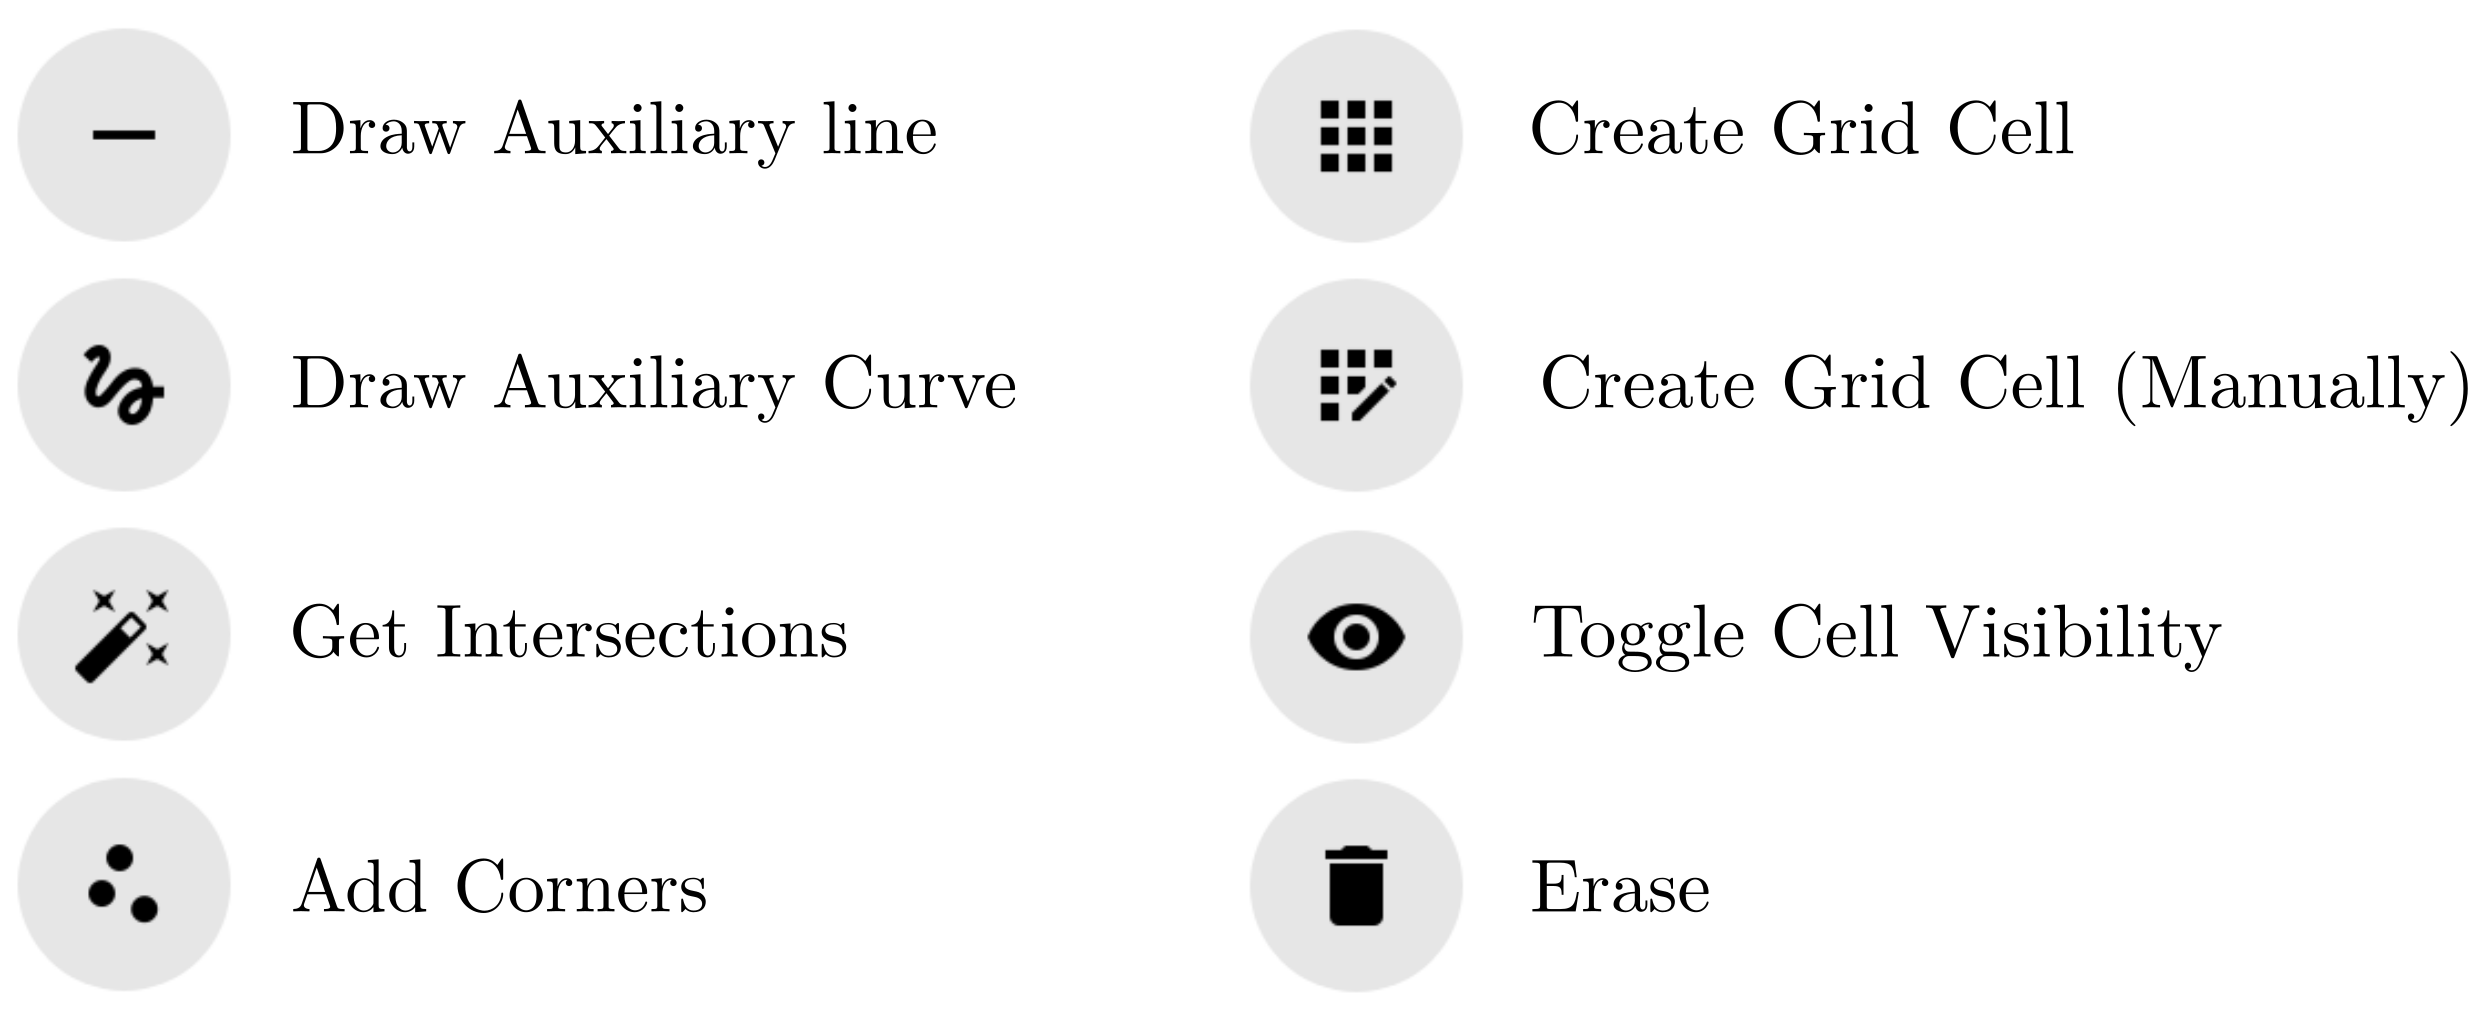 Draw Auxiliary line
Create Grid Cell
Draw Auxiliary Curve
Create Grid Cell (Manually)
Get Intersections
Toggle Cell Visibility
Add Corners
Erase